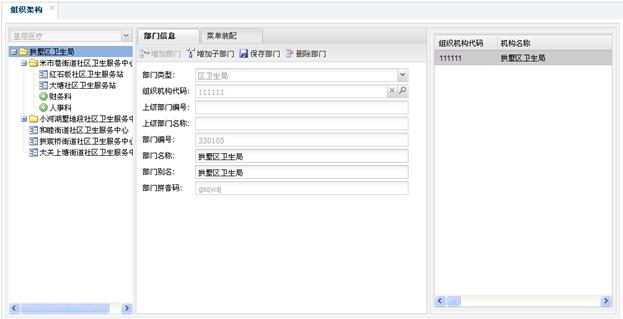 组织架构
基层医疗
拱墅区卫生局
米市巷街道社区卫生服务中心
红石板社区卫生服务站
大塘社区卫生服务站
财务科
人事科
小河湖墅地段社区卫生服务中
和睦街道社区卫生服务中心
拱宸桥街道社区卫生服务中心
大关上塘街道社区卫生服务中
部门信息 菜单装配
增加部门 增加子部门 保存部门 删除部门
部门类型: 区卫生局
组织机构代码: 111111
上级部门编号:
上级部门名称:
部门编号: 330105
部门名称: 拱墅区卫生局
部门别名: 拱墅区卫生局
部门拼音码: gsqwsj
组织机构代码 机构名称
111111 拱墅区卫生局